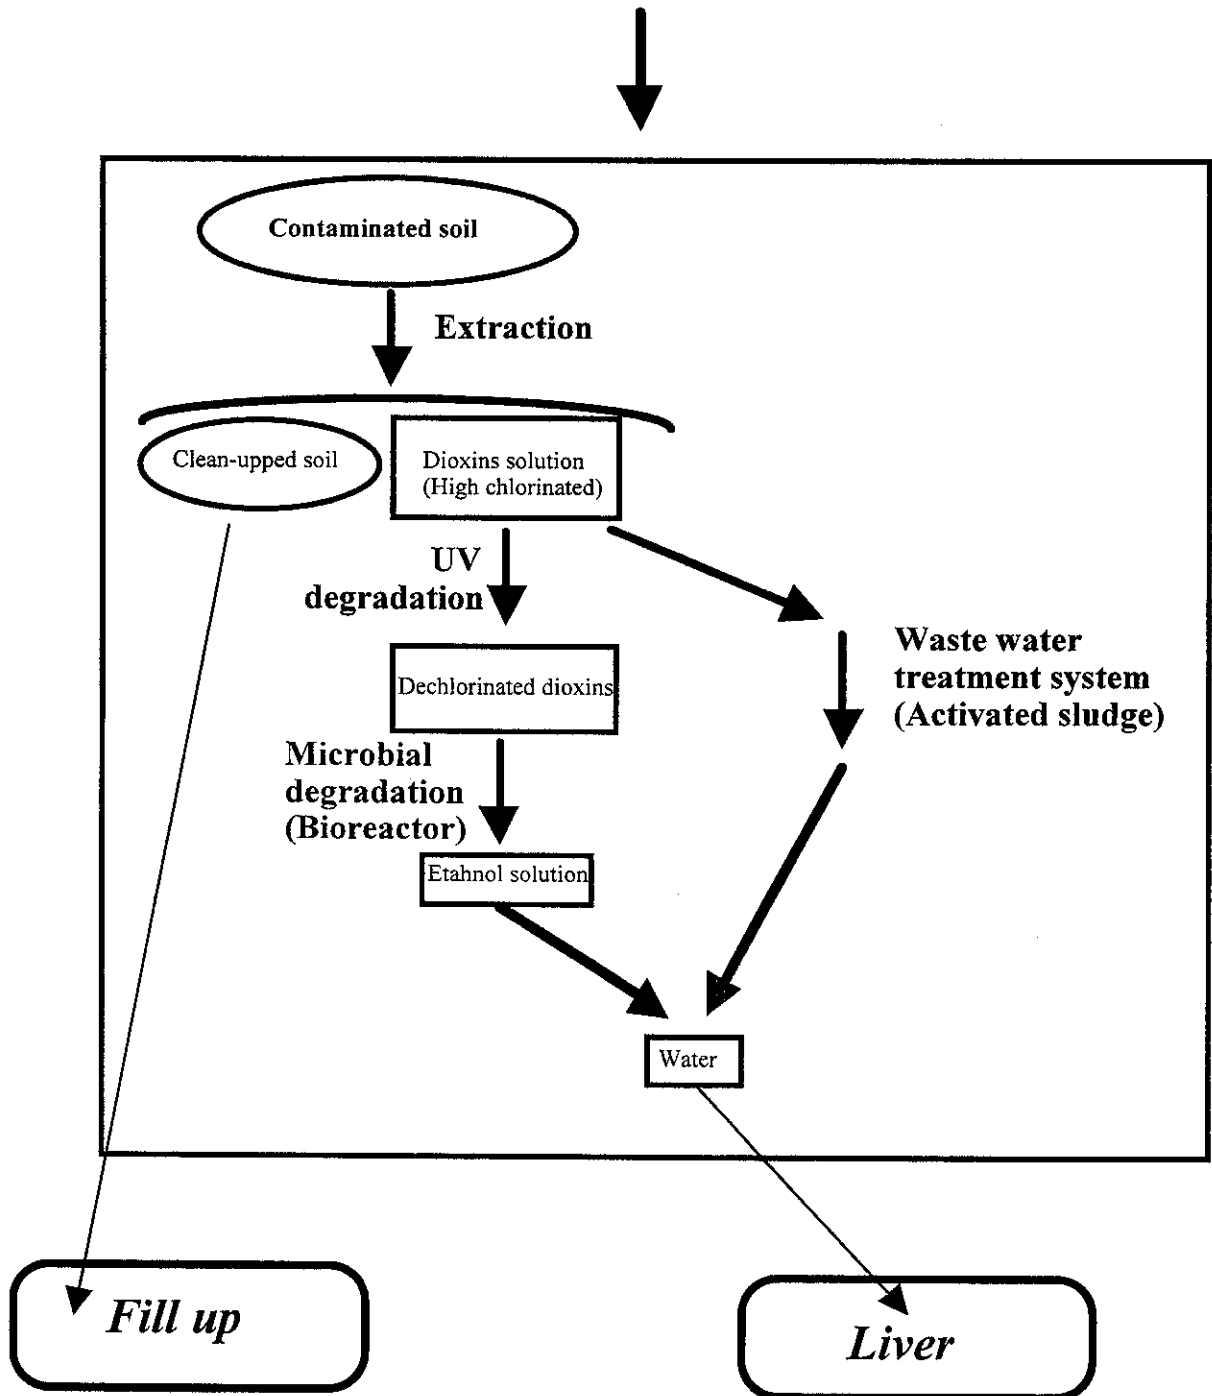 Contaminated soil
Extraction
Clean-upped soil
Dioxins solution
(High chlorinated)
UV
degradation
Waste water
treatment system
(Activated sludge)
Dechlorinated dioxins
Microbial
degradation
(Bioreactor)
Etahnol solution
Water
Fill up
Liver